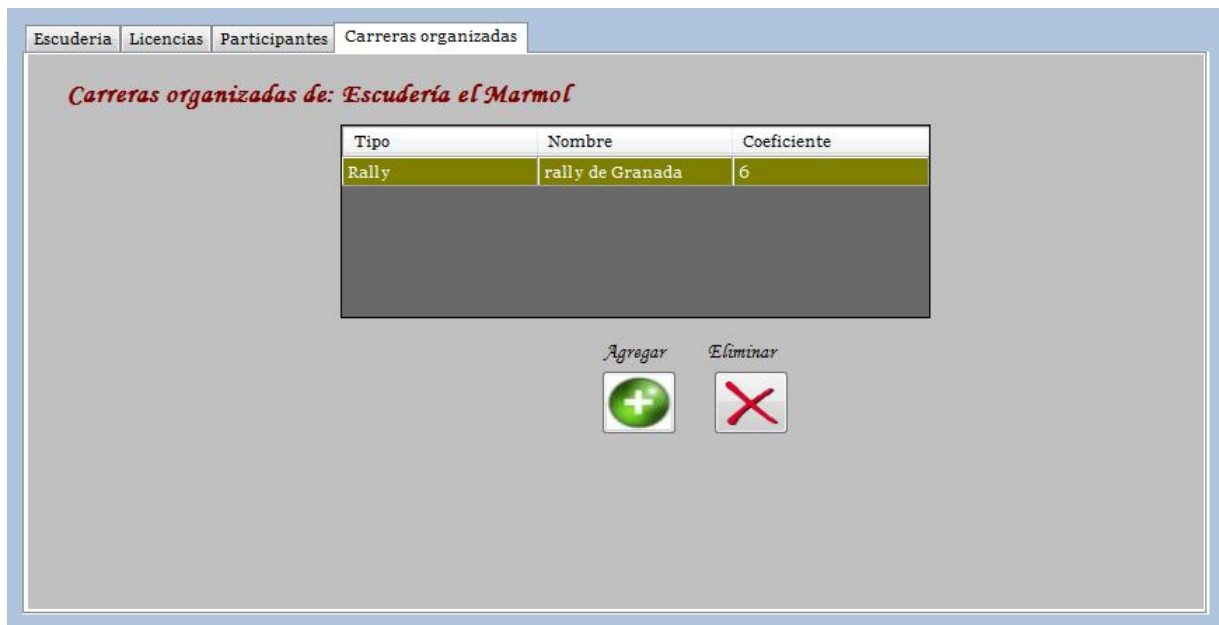 Escuderia Licencias Participantes Carreras organizadas
Carreras organizadas de: Escudería el Marmol
Tipo Nombre Coeficiente
Rally rally de Granada 6
Agregar Eliminar